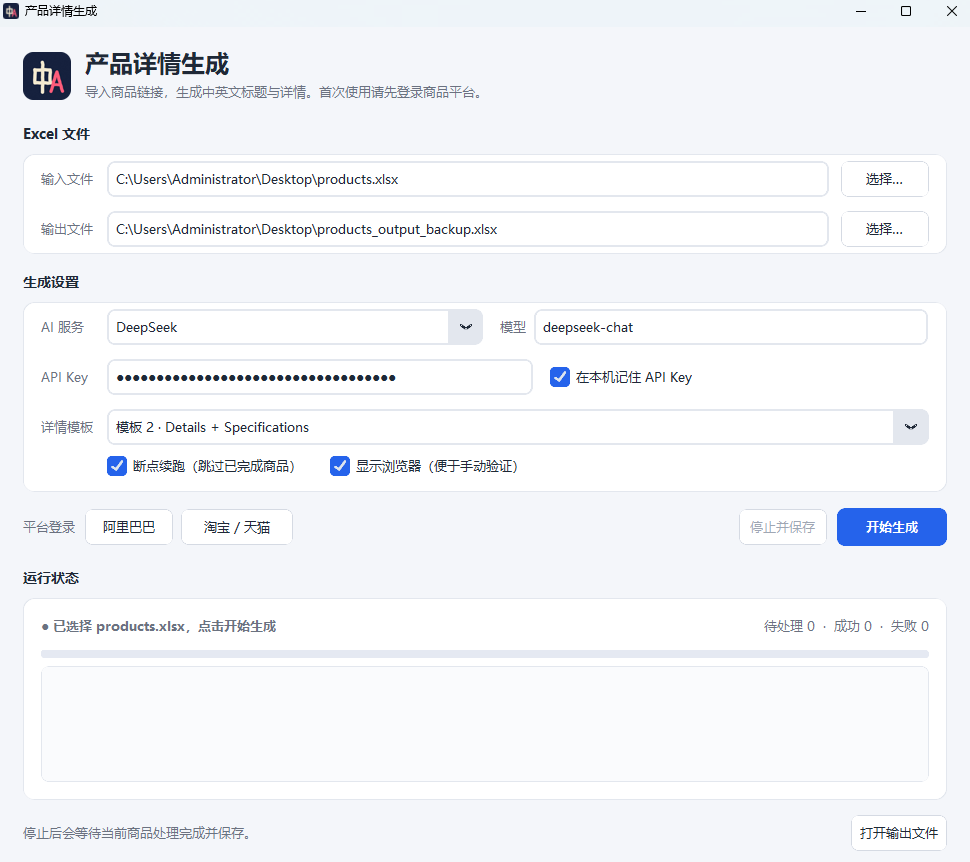 产品详情生成
中A
产品详情生成
导入商品链接，生成中英文标题与详情。首次使用请先登录商品平台。
Excel 文件
输入文件 C:\Users\Administrator\Desktop\products.xlsx 选择...
输出文件 C:\Users\Administrator\Desktop\products_output_backup.xlsx 选择...
生成设置
AI 服务 DeepSeek 模型 deepseek-chat
API Key ●●●●●●●●●●●●●●●●●●●●●●●●●●●●●●●●●●● 在本机记住 API Key
详情模板 模板 2 · Details + Specifications
断点续跑（跳过已完成商品） 显示浏览器（便于手动验证）
平台登录 阿里巴巴 淘宝 / 天猫 停止并保存 开始生成
运行状态
● 已选择 products.xlsx，点击开始生成 待处理 0 · 成功 0 · 失败 0
停止后会等待当前商品处理完成并保存。 打开输出文件